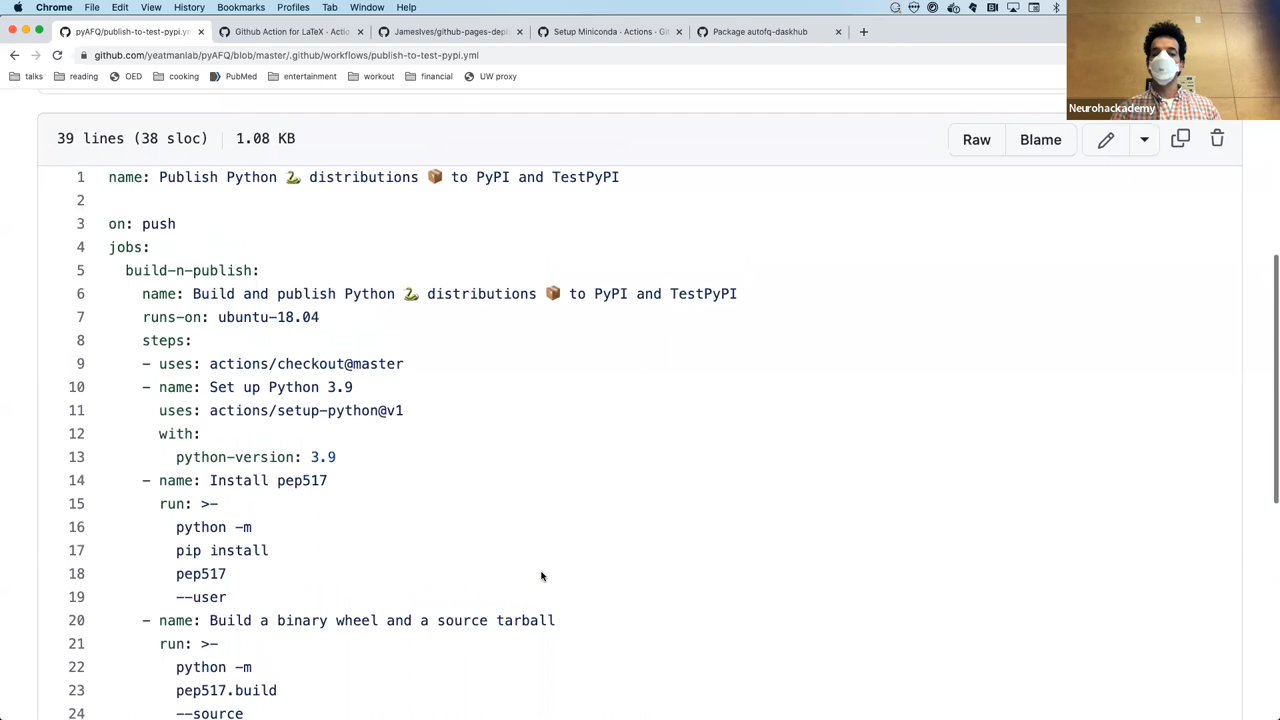 Chrome File Edit View History Bookmarks Profiles Tab Window Help
pyAFQ/publish-to-test-pypi.ym
Github Action for LaTeX · Actio
JamesIves/github-pages-depl
Setup Miniconda · Actions · Git
Package autofq-daskhub
github.com/yeatmanlab/pyAFQ/blob/master/.github/workflows/publish-to-test-pypi.yml
talks reading OED cooking PubMed entertainment workout financial UW proxy
Neurohackademy
39 lines (38 sloc) 1.08 KB
Raw Blame
1 name: Publish Python 🐍 distributions 📦 to PyPI and TestPyPI
2
3 on: push
4 jobs:
5 build-n-publish:
6 name: Build and publish Python 🐍 distributions 📦 to PyPI and TestPyPI
7 runs-on: ubuntu-18.04
8 steps:
9 - uses: actions/checkout@master
10 - name: Set up Python 3.9
11 uses: actions/setup-python@v1
12 with:
13 python-version: 3.9
14 - name: Install pep517
15 run: >-
16 python -m
17 pip install
18 pep517
19 --user
20 - name: Build a binary wheel and a source tarball
21 run: >-
22 python -m
23 pep517.build
24 --source